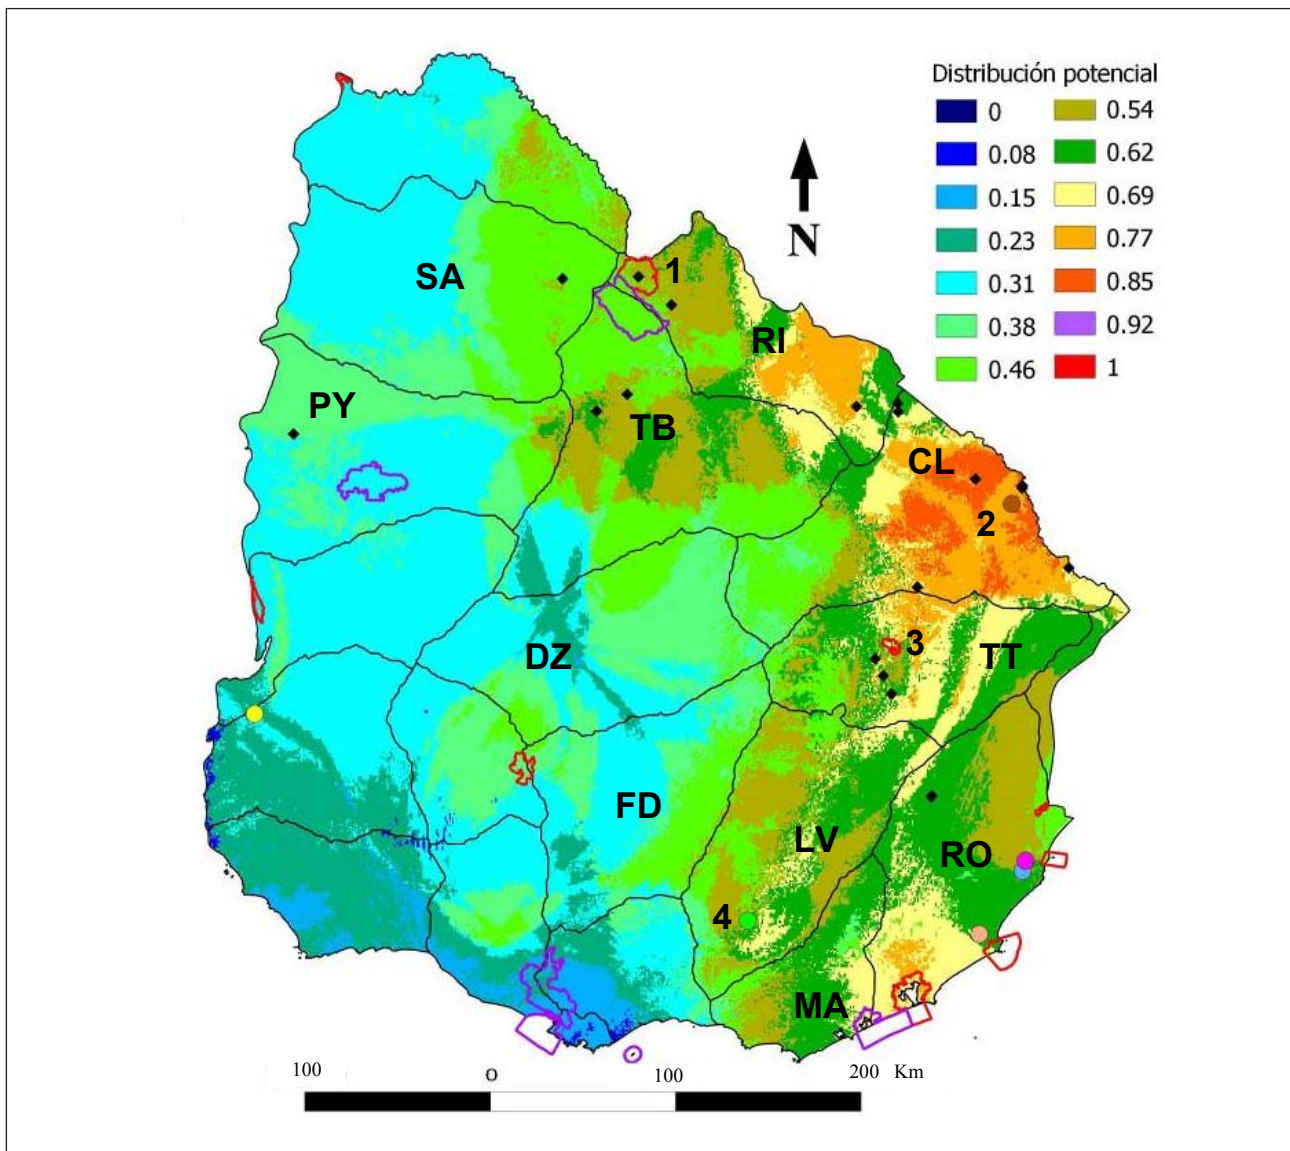 Distribución potencial
0 0.54
0.08 0.62
0.15 0.69
0.23 0.77
0.31 0.85
0.38 0.92
0.46 1
N
SA
1
RI
PY
TB
CL
2
3
DZ
TT
FD
LV
RO
4
MA
100 0 100 200 Km